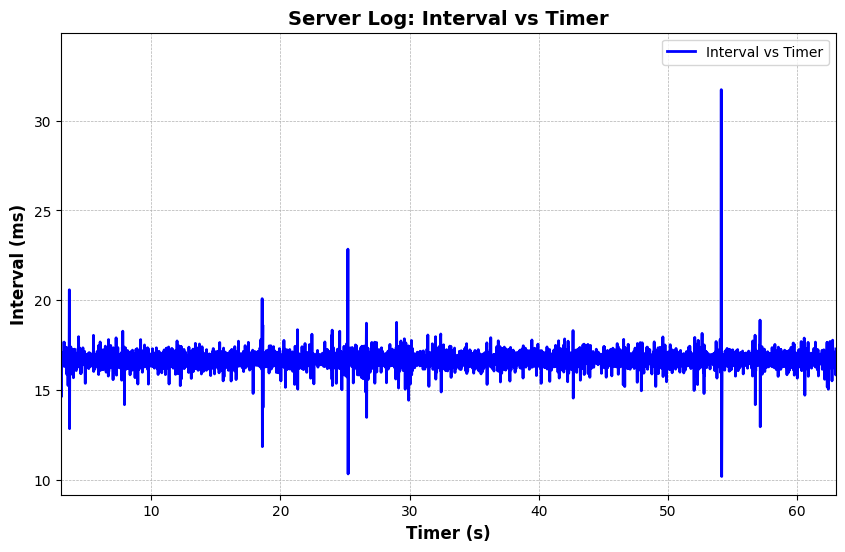 Server Log: Interval vs Timer
Interval vs Timer
30
25
20
15
10
Interval (ms)
10 20 30 40 50 60
Timer (s)